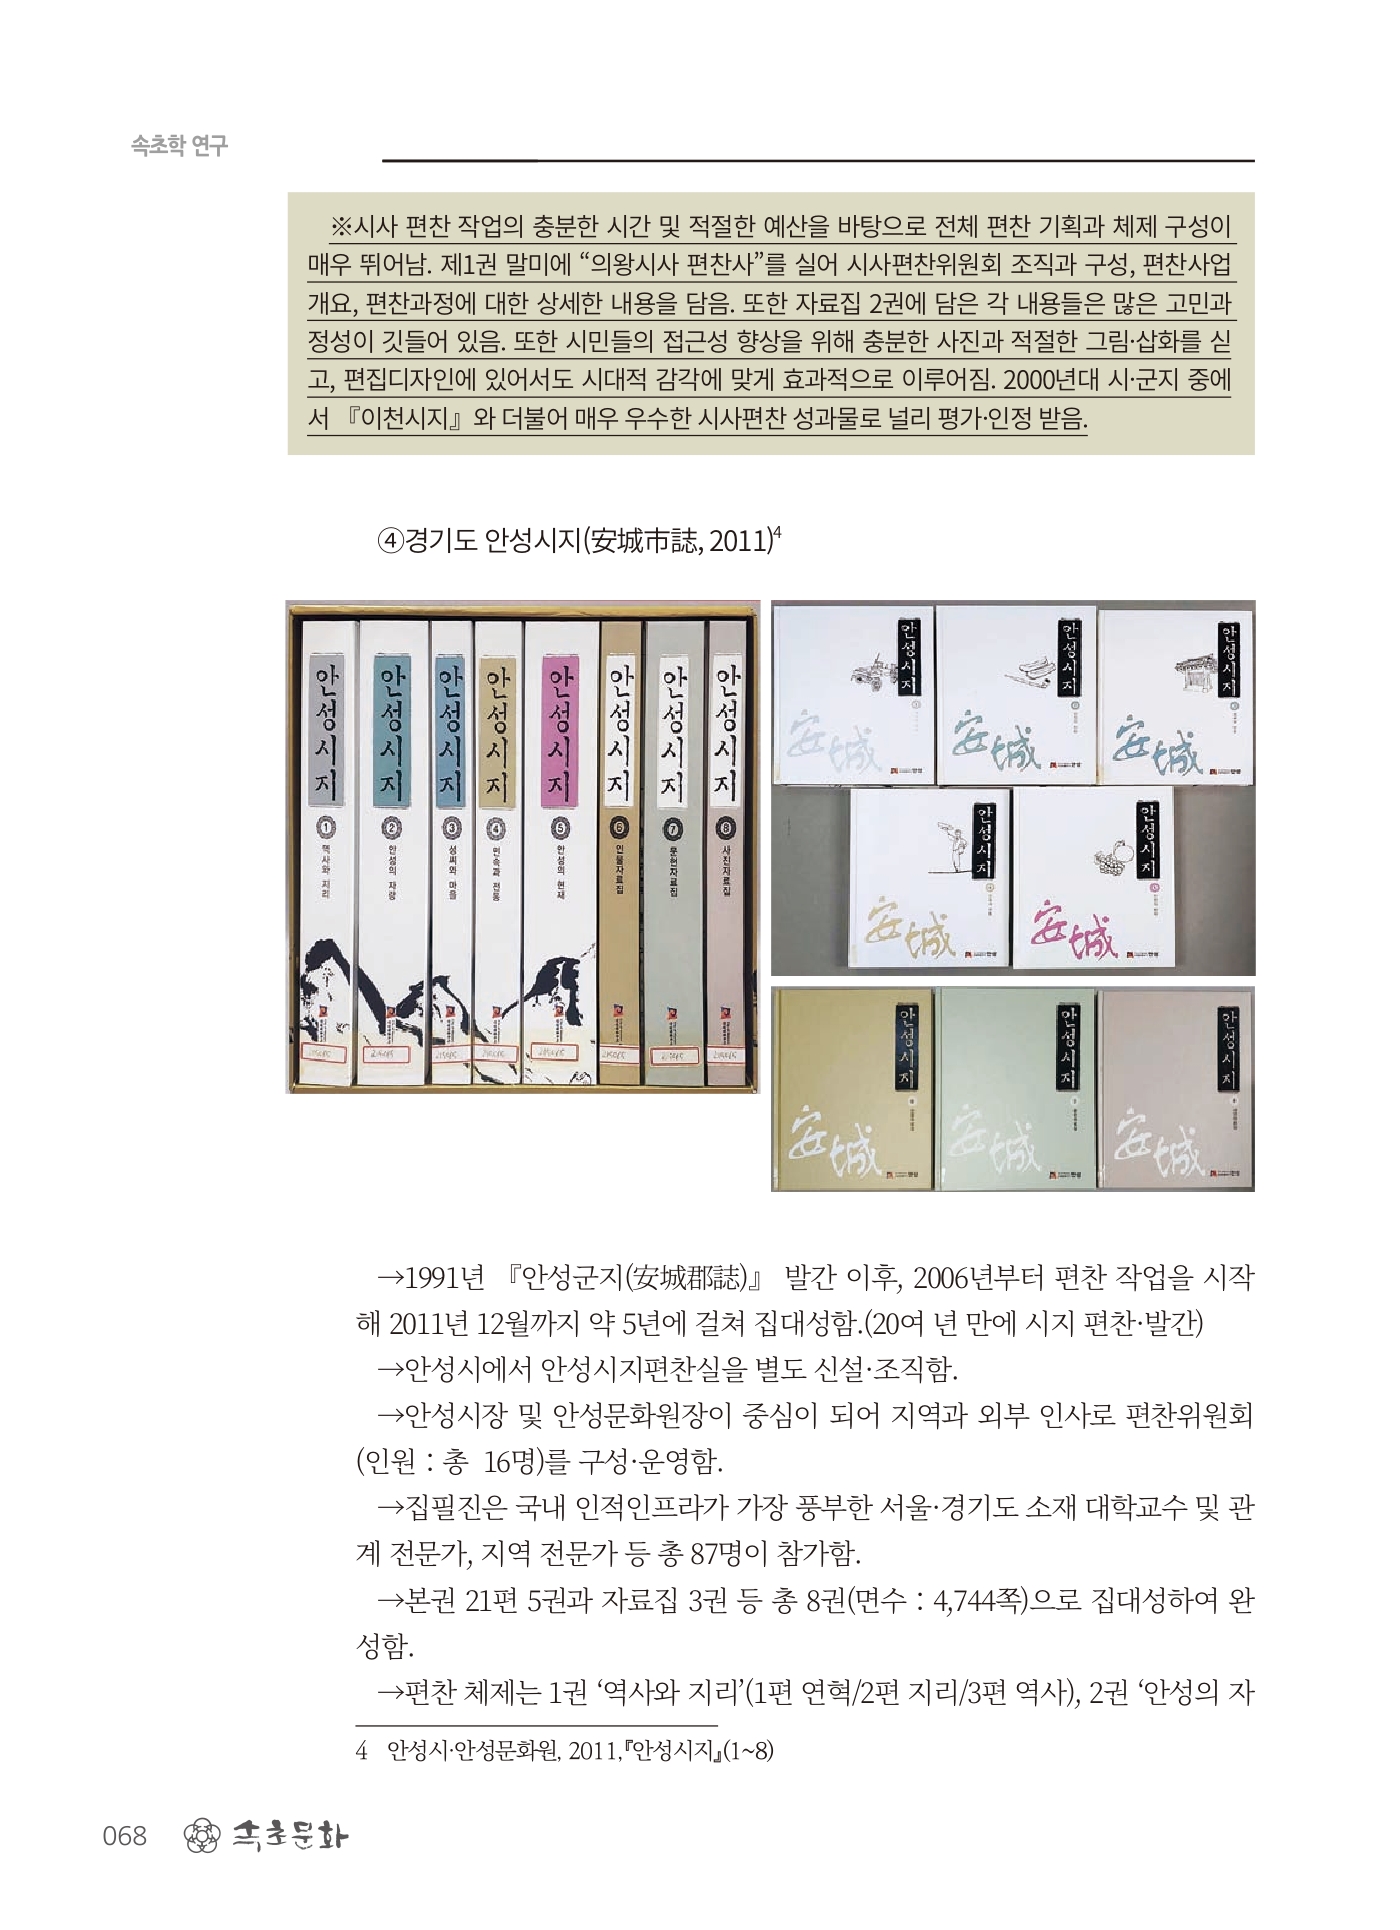 속초학 연구
※시사 편찬 작업의 충분한 시간 및 적절한 예산을 바탕으로 전체 편찬 기획과 체제 구성이
매우 뛰어남. 제1권 말미에 “의왕시사 편찬사”를 실어 시사편찬위원회 조직과 구성, 편찬사업
개요, 편찬과정에 대한 상세한 내용을 담음. 또한 자료집 2권에 담은 각 내용들은 많은 고민과
정성이 깃들어 있음. 또한 시민들의 접근성 향상을 위해 충분한 사진과 적절한 그림·삽화를 싣
고, 편집디자인에 있어서도 시대적 감각에 맞게 효과적으로 이루어짐. 2000년대 시·군지 중에
서 『이천시지』와 더불어 매우 우수한 시사편찬 성과물로 널리 평가·인정 받음.
④경기도 안성시지(安城市誌, 2011)4
안성시지 1 역사와 지리
안성시지 2 안성의 자랑
안성시지 3 성씨와 마을
안성시지 4 민속과 전통
안성시지 5 안성의 현재
안성시지 6 인물자료집
안성시지 7 문헌자료집
안성시지 8 사진자료집
안성시지 安城
안성시지 安城
안성시지 安城
안성시지 安城
안성시지 安城
안성시지 安城
안성시지 安城
안성시지 安城
→1991년 『안성군지(安城郡誌)』 발간 이후, 2006년부터 편찬 작업을 시작
해 2011년 12월까지 약 5년에 걸쳐 집대성함.(20여 년 만에 시지 편찬·발간)
→안성시에서 안성시지편찬실을 별도 신설·조직함.
→안성시장 및 안성문화원장이 중심이 되어 지역과 외부 인사로 편찬위원회
(인원 : 총 16명)를 구성·운영함.
→집필진은 국내 인적인프라가 가장 풍부한 서울·경기도 소재 대학교수 및 관
계 전문가, 지역 전문가 등 총 87명이 참가함.
→본권 21편 5권과 자료집 3권 등 총 8권(면수 : 4,744쪽)으로 집대성하여 완
성함.
→편찬 체제는 1권 ‘역사와 지리’(1편 연혁/2편 지리/3편 역사), 2권 ‘안성의 자
4 안성시·안성문화원, 2011,『안성시지』(1~8)
068 속초문화